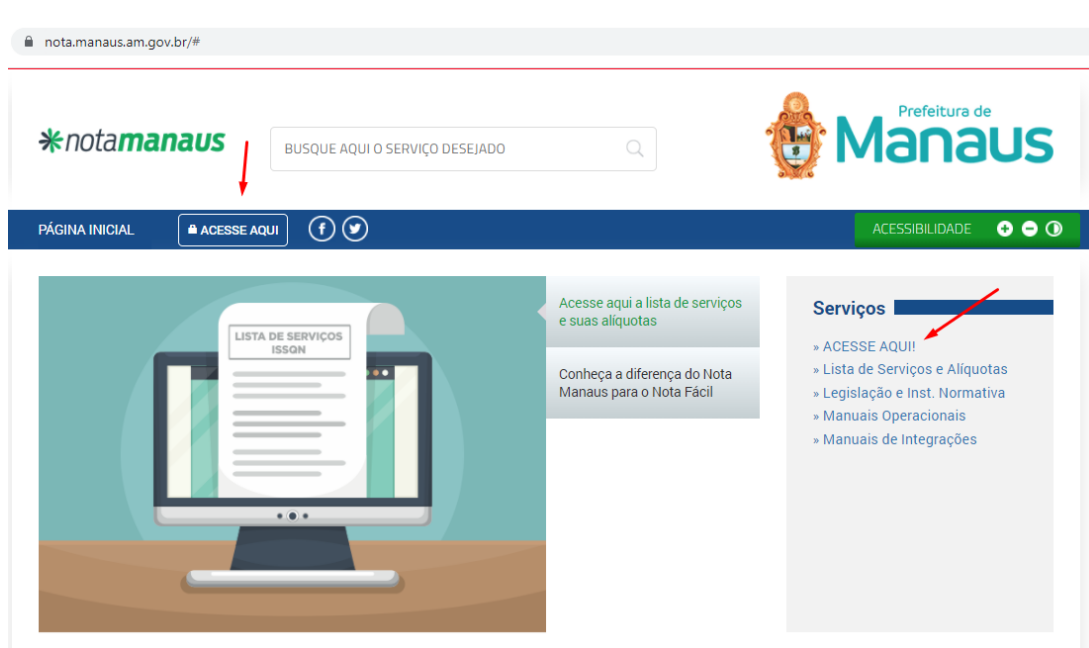 nota.manaus.am.gov.br/#
notamanaus
BUSQUE AQUI O SERVIÇO DESEJADO
Prefeitura de
Manaus
PÁGINA INICIAL
ACESSE AQUI
ACESSIBILIDADE
LISTA DE SERVIÇOS
ISSQN
Acesse aqui a lista de serviços
e suas alíquotas
Conheça a diferença do Nota
Manaus para o Nota Fácil
Serviços
» ACESSE AQUI!
» Lista de Serviços e Alíquotas
» Legislação e Inst. Normativa
» Manuais Operacionais
» Manuais de Integrações